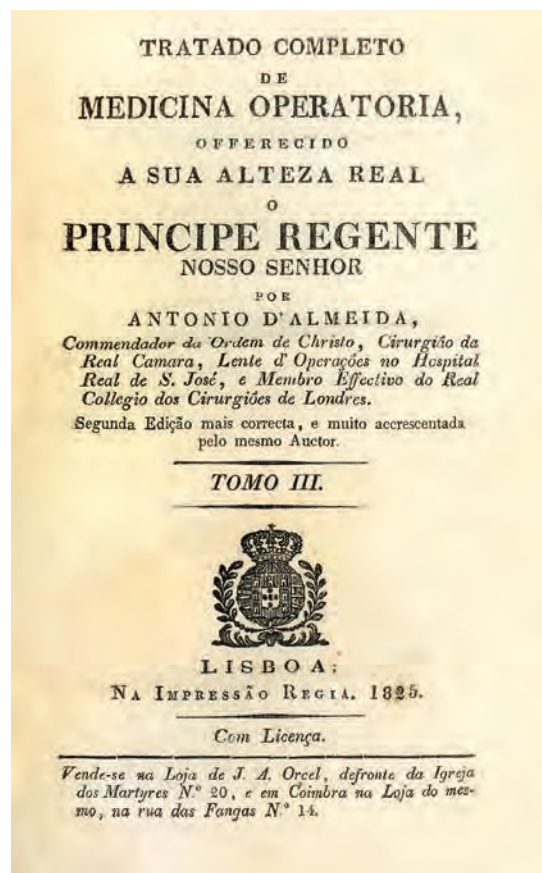 TRATADO COMPLETO
DE
MEDICINA OPERATORIA,
OFFERECIDO
A SUA ALTEZA REAL
O
PRINCIPE REGENTE
NOSSO SENHOR
POR
ANTONIO D'ALMEIDA,
Commendador da Ordem de Christo, Cirurgião da
Real Camara, Lente d'Operações no Hospital
Real de S. José, e Membro Effectivo do Real
Collegio dos Cirurgiões de Londres.
Segunda Edição mais correcta, e muito accrescentada
pelo mesmo Auctor.
TOMO III.
LISBOA:
NA IMPRESSÃO REGIA. 1825.
Com Licença.
Vende-se na Loja de J. A. Orcel, defronte da Igreja
dos Martyres N.º 20, e em Coimbra na Loja do mes-
mo, na rua das Fangas N.º 14.